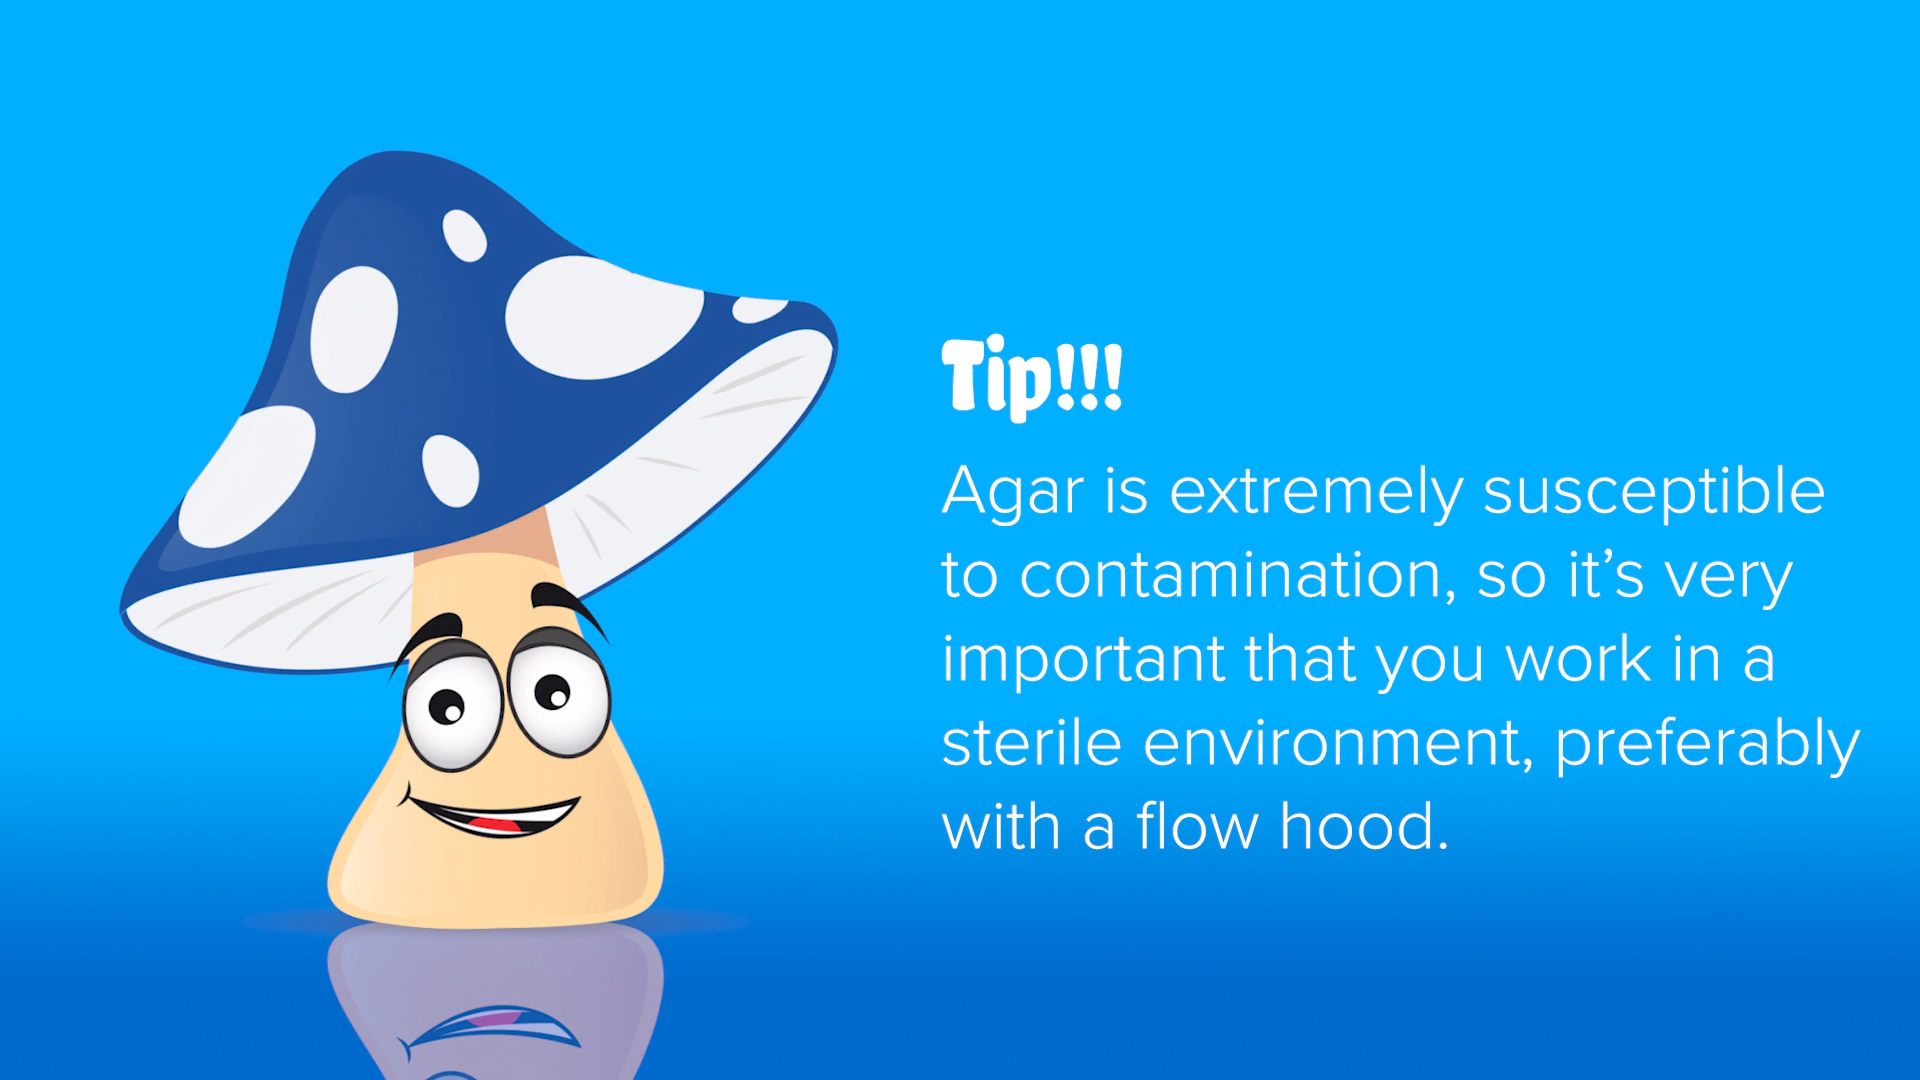 Tip!!!
Agar is extremely susceptible
to contamination, so it’s very
important that you work in a
sterile environment, preferably
with a flow hood.